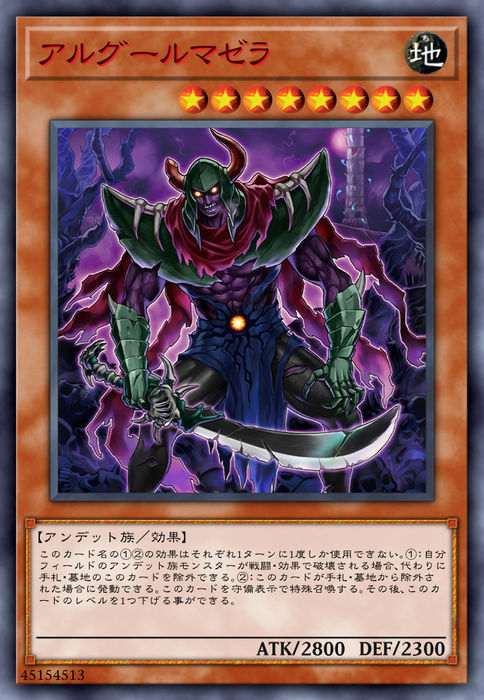 アルグールマゼラ
ち
地
【アンデット族／効果】
このカード名の①②の効果はそれぞれ1ターンに1度しか使用できない。①：自分
フィールドのアンデット族モンスターが戦闘・効果で破壊される場合、代わりに
手札・墓地のこのカードを除外できる。②：このカードが手札・墓地から除外さ
れた場合に発動できる。このカードを守備表示で特殊召喚する。その後、このカー
ドのレベルを1つ下げる事ができる。
ATK/2800 DEF/2300
45154513